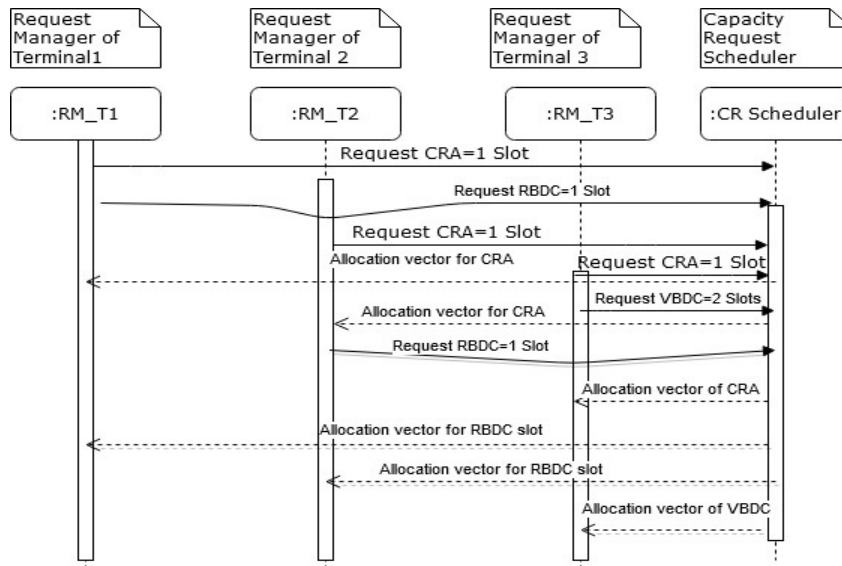 Request
Manager of
Terminal1
Request
Manager of
Terminal 2
Request
Manager of
Terminal 3
Capacity
Request
Scheduler
:RM_T1
:RM_T2
:RM_T3
:CR Scheduler
Request CRA=1 Slot
Request RBDC=1 Slot
Request CRA=1 Slot
Allocation vector for CRA
Request CRA=1 Slot
Request VBDC=2 Slots
Allocation vector for CRA
Request RBDC=1 Slot
Allocation vector of CRA
Allocation vector for RBDC slot
Allocation vector for RBDC slot
Allocation vector of VBDC